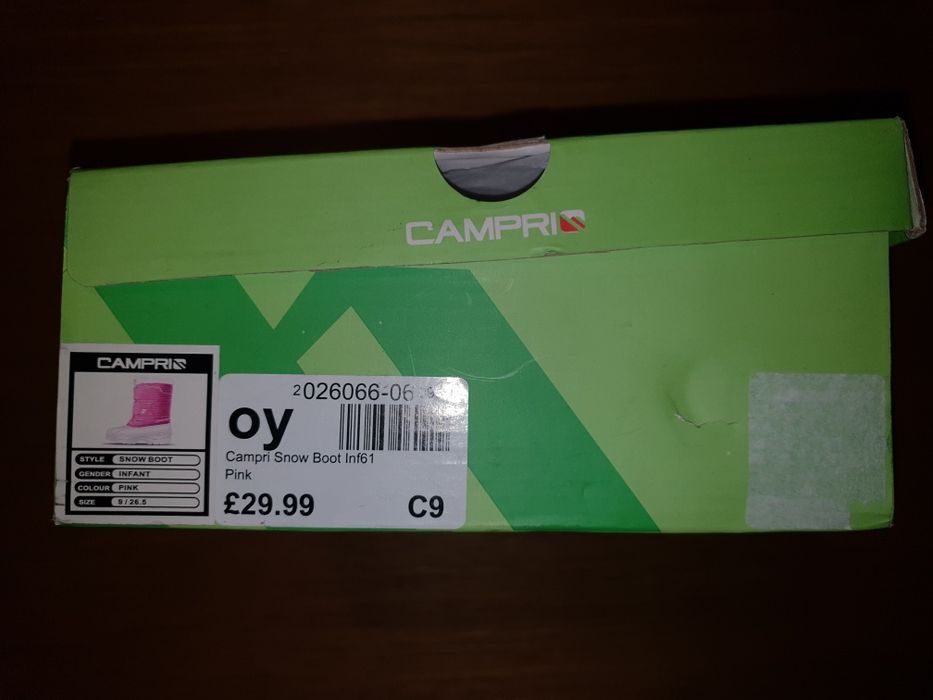 CAMPRI
CAMPRI
STYLE SNOW BOOT
GENDER INFANT
COLOUR PINK
SIZE 9 / 26.5
2026066-06
oy
Campri Snow Boot Inf61
Pink
£29.99 C9